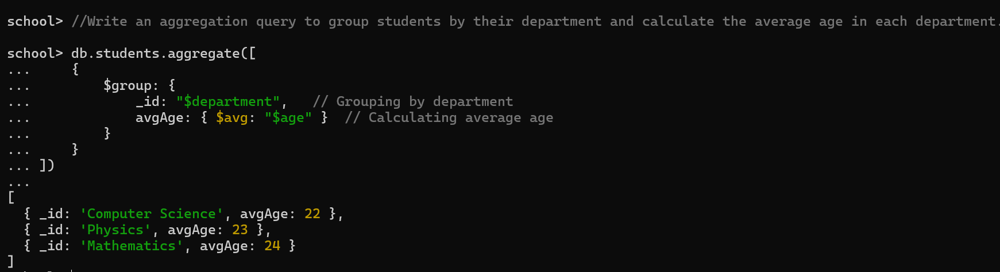 school> //Write an aggregation query to group students by their department and calculate the average age in each department.
school> db.students.aggregate([
...     {
...         $group: {
...             _id: "$department",   // Grouping by department
...             avgAge: { $avg: "$age" }  // Calculating average age
...         }
...     }
... ])
...
[
  { _id: 'Computer Science', avgAge: 22 },
  { _id: 'Physics', avgAge: 23 },
  { _id: 'Mathematics', avgAge: 24 }
]